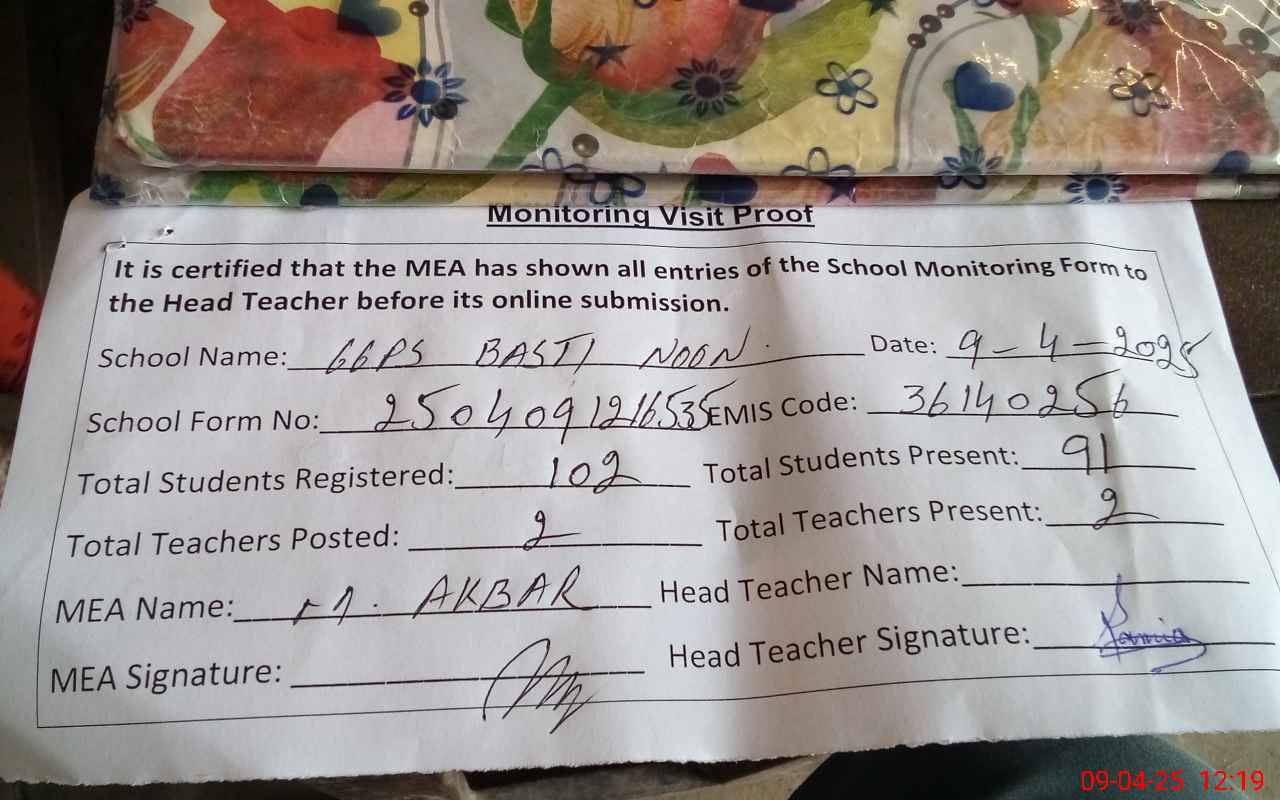 Monitoring Visit Proof
It is certified that the MEA has shown all entries of the School Monitoring Form to
the Head Teacher before its online submission.
School Name: GGPS BASTI NOON. Date: 9-4-2025
School Form No: 2504091216535 EMIS Code: 36140256
Total Students Registered: 102 Total Students Present: 91
Total Teachers Posted: 2 Total Teachers Present: 2
MEA Name: M. AKBAR Head Teacher Name:
MEA Signature: Head Teacher Signature: Samia
09-04-25 12:19